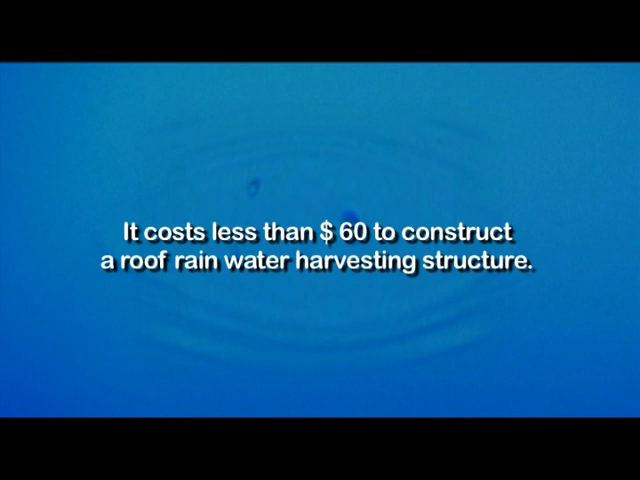 It costs less than $ 60 to construct
a roof rain water harvesting structure.